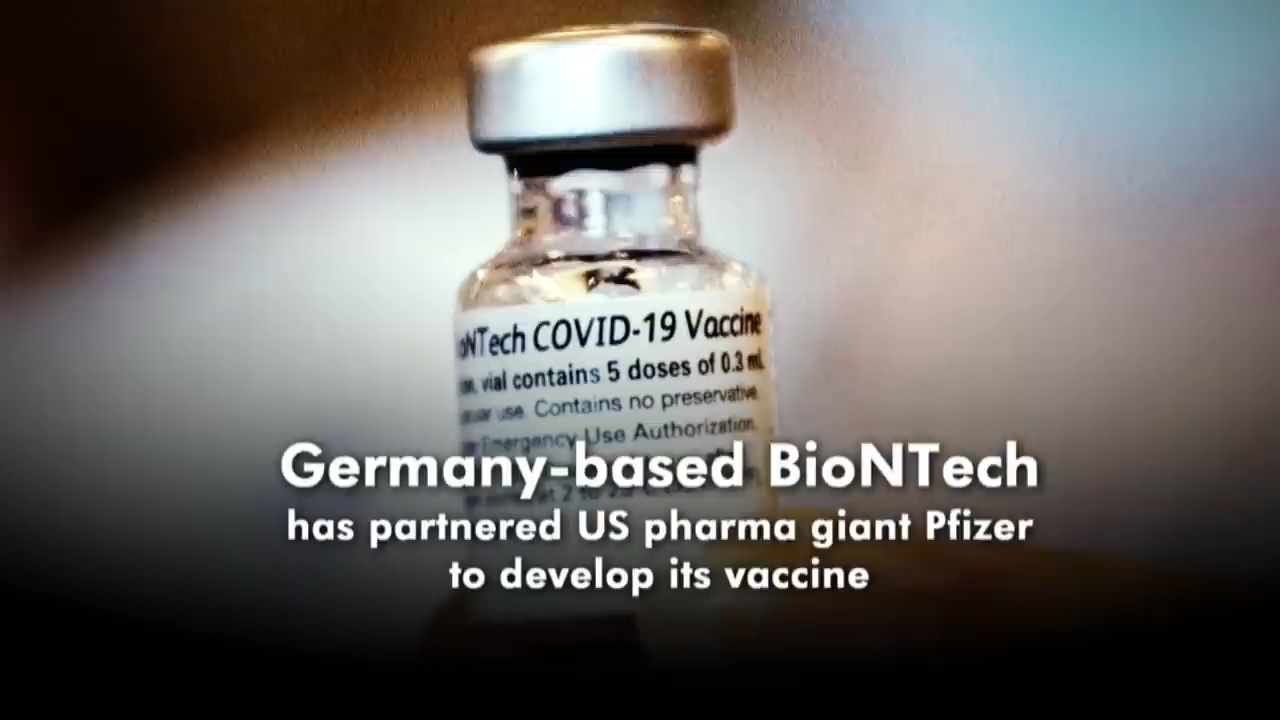 COVID-19 Vaccine
vial contains 5 doses of 0.3 mL
use. Contains no preservative.
Emergency Use Authorization.
Germany-based BioNTech
has partnered US pharma giant Pfizer
to develop its vaccine